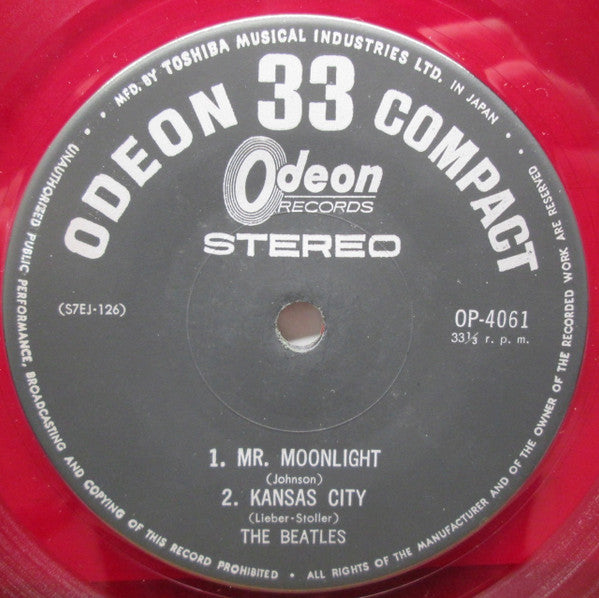 MFD. BY TOSHIBA MUSICAL INDUSTRIES LTD. IN JAPAN •
ODEON 33 COMPACT
Odeon
RECORDS
STEREO
(S7EJ-126)
OP-4061
33⅓ r. p. m.
1. MR. MOONLIGHT
(Johnson)
2. KANSAS CITY
(Lieber・Stoller)
THE BEATLES
• UNAUTHORIZED PUBLIC PERFORMANCE, BROADCASTING AND COPYING OF THIS RECORD PROHIBITED • ALL RIGHTS OF THE MANUFACTURER AND OF THE OWNER OF THE RECORDED WORK ARE RESERVED